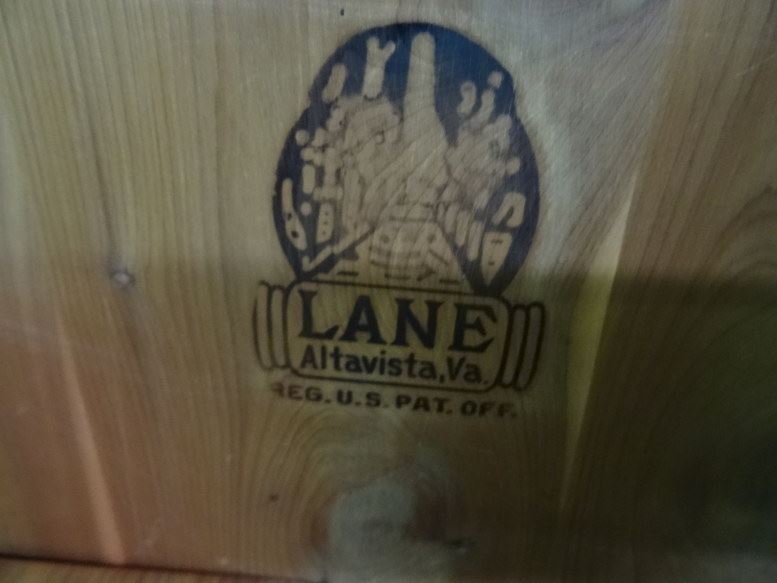 LANE
Altavista, Va.
REG. U.S. PAT. OFF.